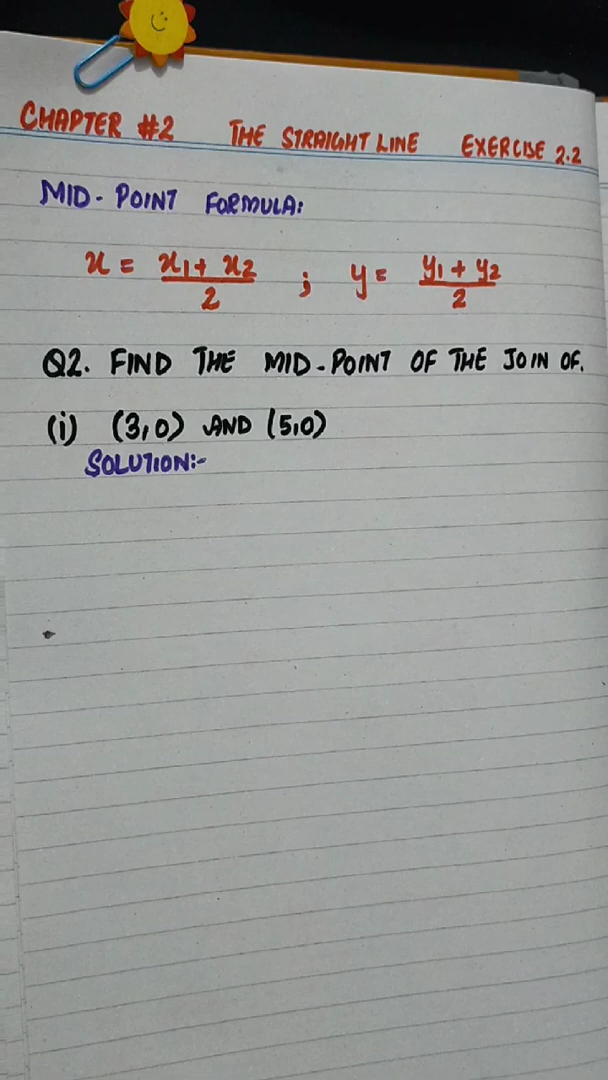 CHAPTER #2 THE STRAIGHT LINE EXERCISE 2.2
MID-POINT FORMULA:
x = x1 + x2 / 2 ; y = y1 + y2 / 2
Q2. FIND THE MID-POINT OF THE JOIN OF.
(i) (3,0) AND (5,0)
SOLUTION:-